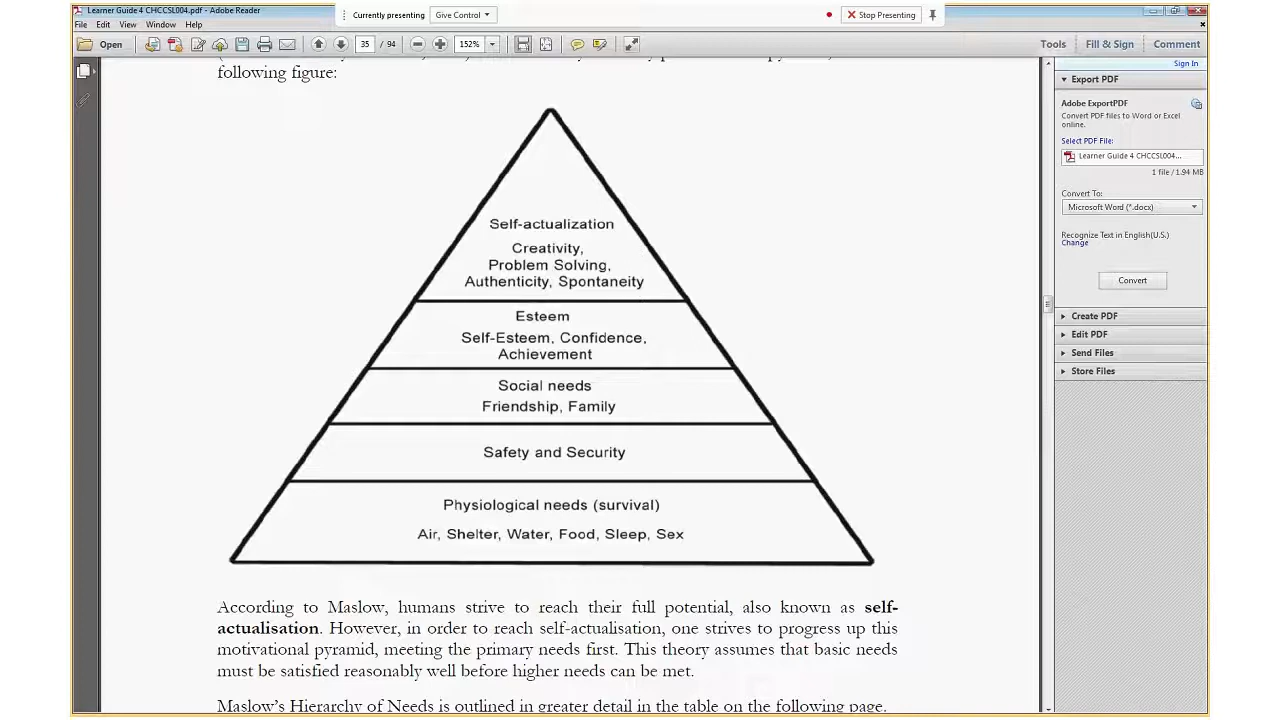 Learner Guide 4 CHCCSL004.pdf - Adobe Reader
Currently presenting Give Control Stop Presenting
File Edit View Window Help
Open 35 / 94 152% Tools Fill & Sign Comment
Sign In
following figure:
Self-actualization
Creativity,
Problem Solving,
Authenticity, Spontaneity
Esteem
Self-Esteem, Confidence,
Achievement
Social needs
Friendship, Family
Safety and Security
Physiological needs (survival)
Air, Shelter, Water, Food, Sleep, Sex
According to Maslow, humans strive to reach their full potential, also known as self-
actualisation. However, in order to reach self-actualisation, one strives to progress up this
motivational pyramid, meeting the primary needs first. This theory assumes that basic needs
must be satisfied reasonably well before higher needs can be met.
Maslow's Hierarchy of Needs is outlined in greater detail in the table on the following page.
Export PDF
Adobe ExportPDF
Convert PDF files to Word or Excel
online.
Select PDF File:
Learner Guide 4 CHCCSL004...
1 file / 1.94 MB
Convert To:
Microsoft Word (*.docx)
Recognize Text in English(U.S.)
Change
Convert
Create PDF
Edit PDF
Send Files
Store Files